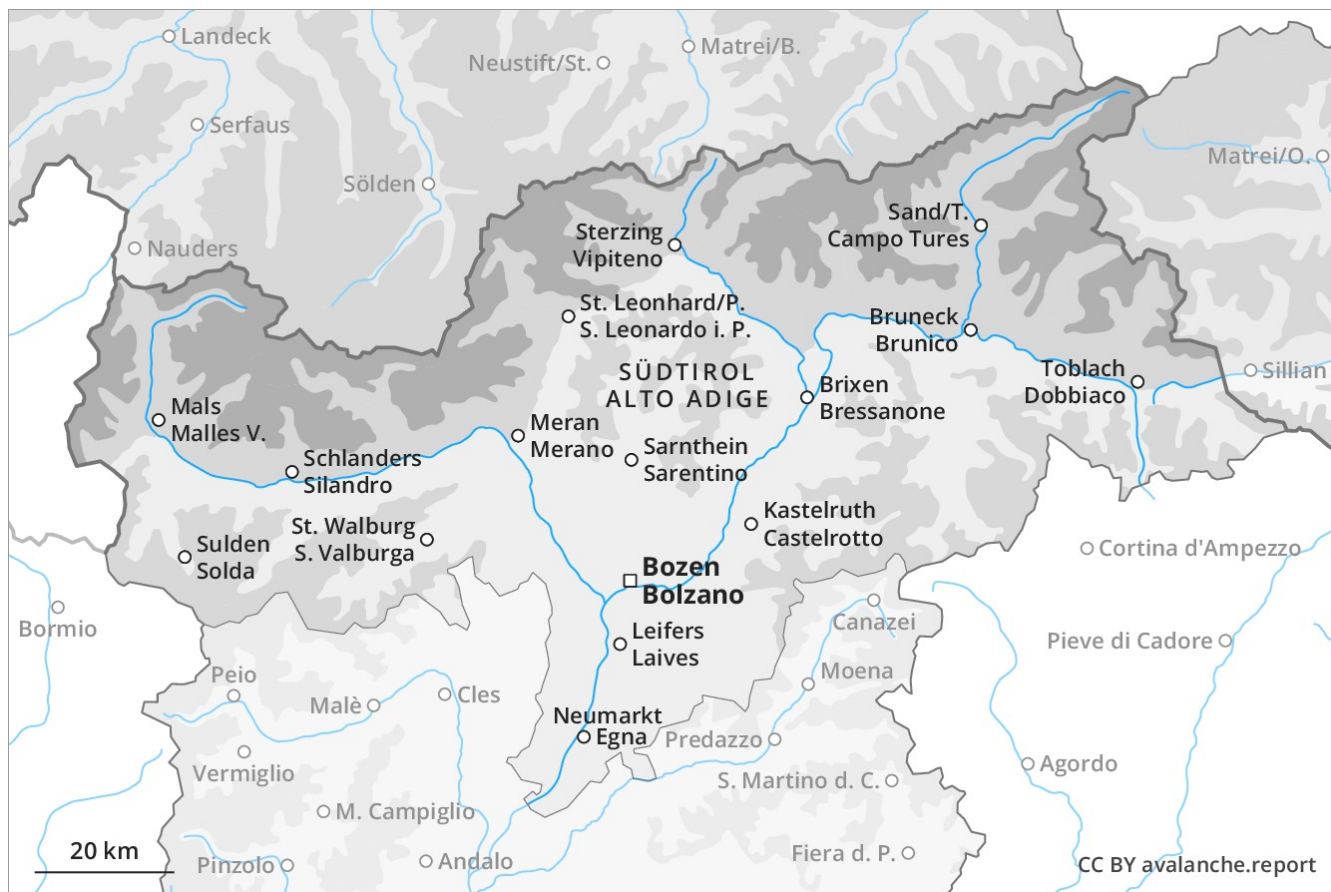 Landeck
Matrei/B.
Neustift/St.
Serfaus
Matrei/O.
Sölden
Sand/T.
Campo Tures
Sterzing
Vipiteno
Nauders
St. Leonhard/P.
S. Leonardo i. P.
Bruneck
Brunico
SÜDTIROL
ALTO ADIGE
Toblach
Dobbiaco
Sillian
Brixen
Bressanone
Mals
Malles V.
Meran
Merano
Sarnthein
Sarentino
Schlanders
Silandro
Kastelruth
Castelrotto
St. Walburg
S. Valburga
Sulden
Solda
Cortina d'Ampezzo
Bozen
Bolzano
Bormio
Canazei
Leifers
Laives
Pieve di Cadore
Peio
Moena
Malè
Cles
Neumarkt
Egna
Predazzo
Vermiglio
Agordo
S. Martino d. C.
M. Campiglio
20 km
Pinzolo
Andalo
Fiera d. P.
CC BY avalanche.report